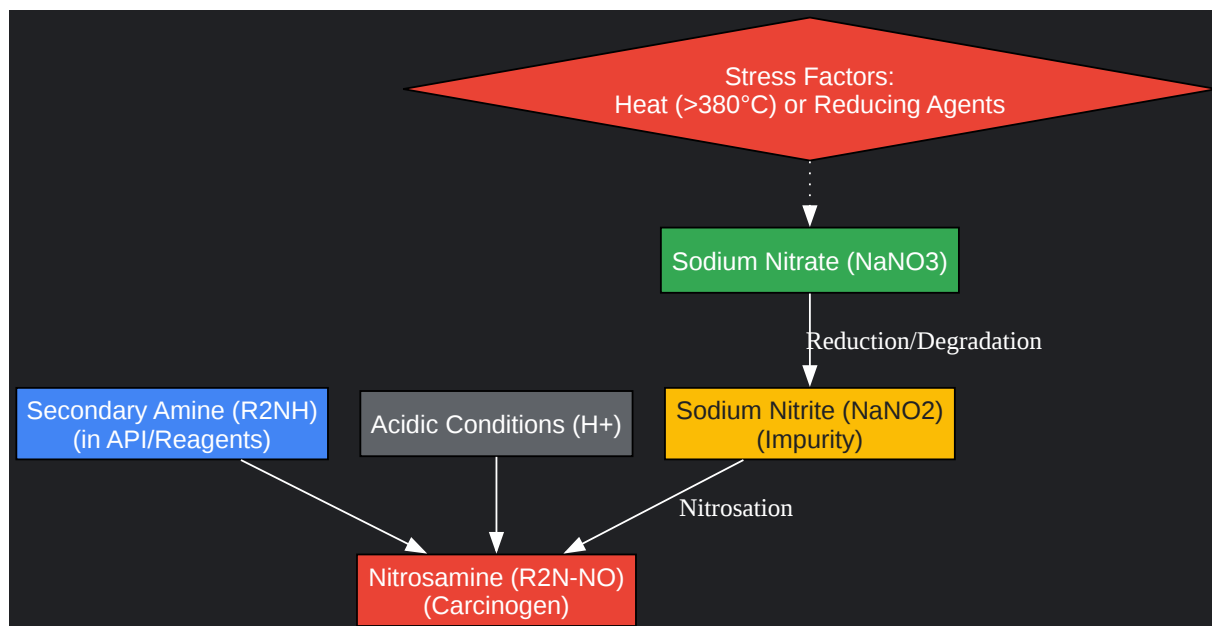 Stress Factors:
Heat (>380°C) or Reducing Agents
Sodium Nitrate (NaNO3)
Reduction/Degradation
Secondary Amine (R2NH)
(in API/Reagents)
Acidic Conditions (H+)
Sodium Nitrite (NaNO2)
(Impurity)
Nitrosation
Nitrosamine (R2N-NO)
(Carcinogen)